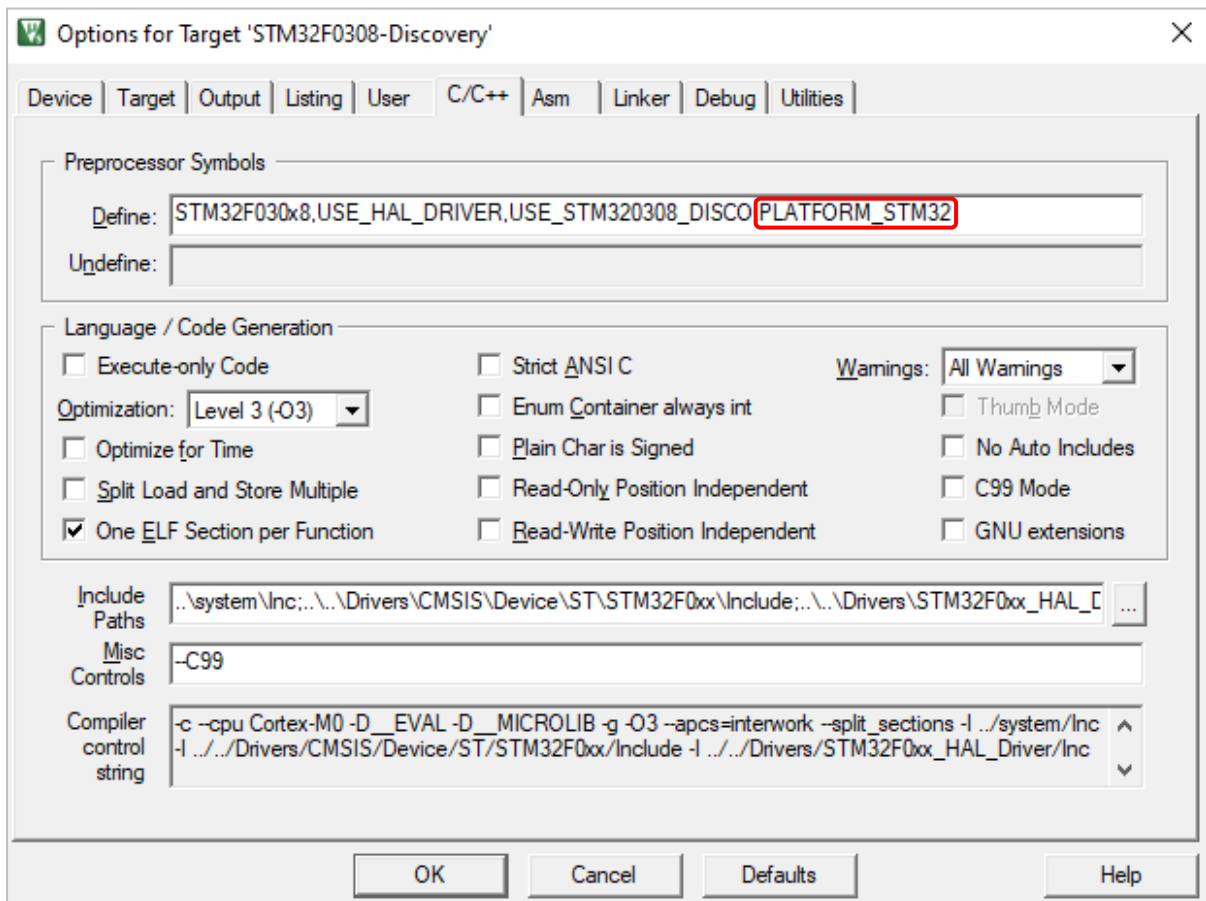 Options for Target 'STM32F0308-Discovery'
Device Target Output Listing User C/C++ Asm Linker Debug Utilities
Preprocessor Symbols
Define: STM32F030x8,USE_HAL_DRIVER,USE_STM320308_DISCO PLATFORM_STM32
Undefine:
Language / Code Generation
Execute-only Code Strict ANSI C Warnings: All Warnings
Optimization: Level 3 (-O3) Enum Container always int Thumb Mode
Optimize for Time Plain Char is Signed No Auto Includes
Split Load and Store Multiple Read-Only Position Independent C99 Mode
One ELF Section per Function Read-Write Position Independent GNU extensions
Include
Paths
..\system\Inc;..\..\Drivers\CMSIS\Device\ST\STM32F0xx\Include;..\..\Drivers\STM32F0xx_HAL_D ...
Misc
Controls
--C99
Compiler
control
string
-c --cpu Cortex-M0 -D__EVAL -D__MICROLIB -g -O3 --apcs=interwork --split_sections -I ../system/Inc
-I ../../Drivers/CMSIS/Device/ST/STM32F0xx/Include -I ../../Drivers/STM32F0xx_HAL_Driver/Inc
OK Cancel Defaults Help